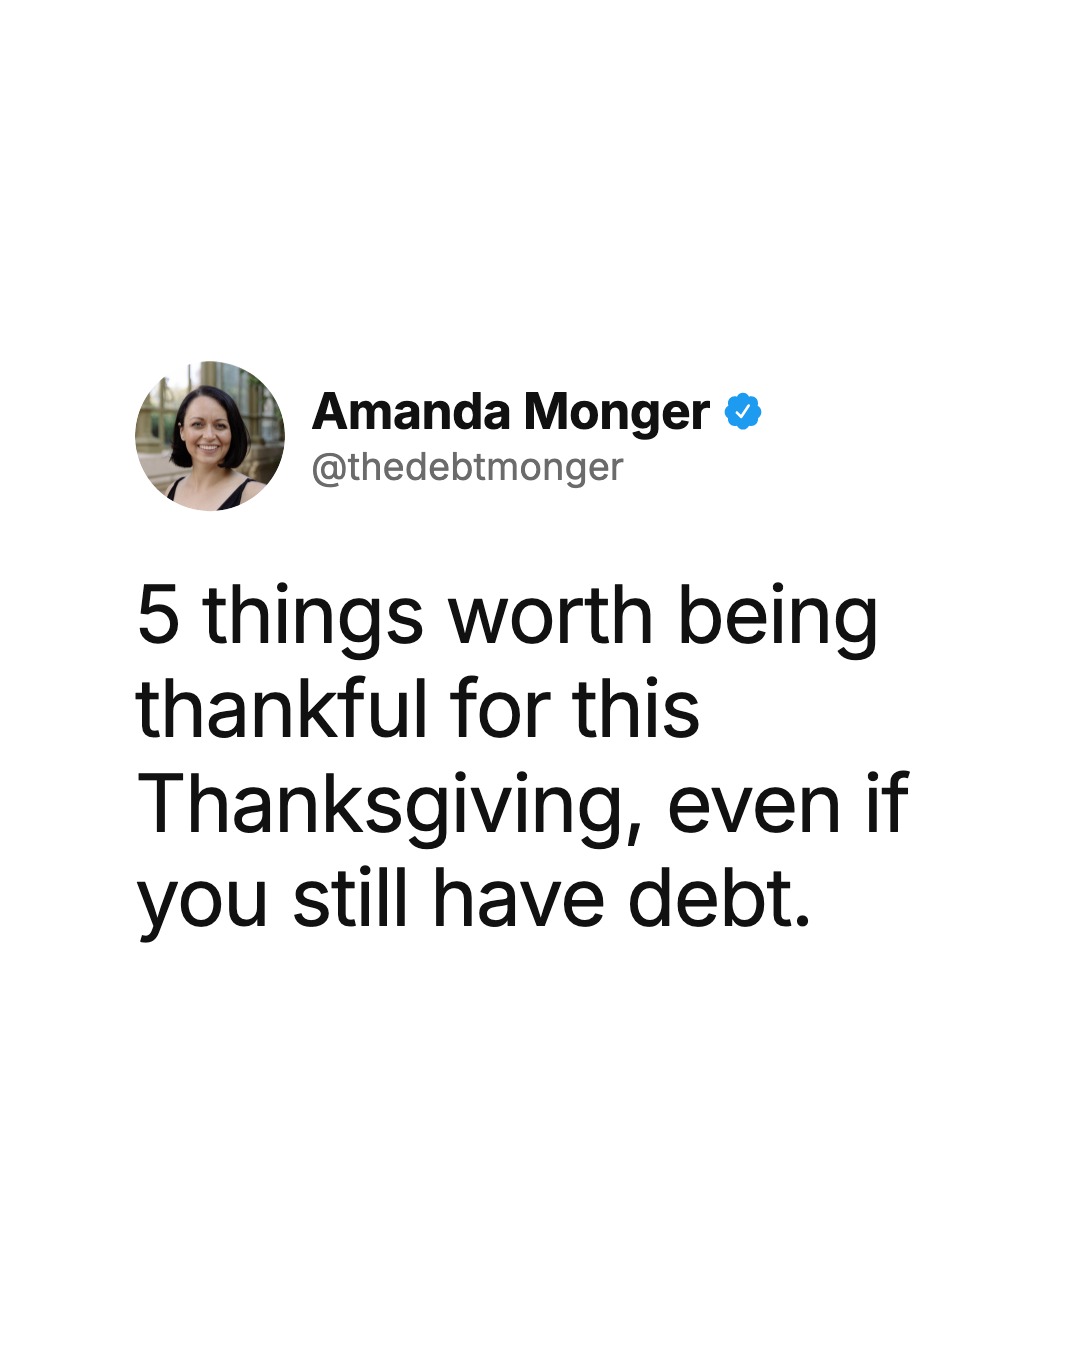 Amanda Monger
@thedebtmonger
5 things worth being
thankful for this
Thanksgiving, even if
you still have debt.